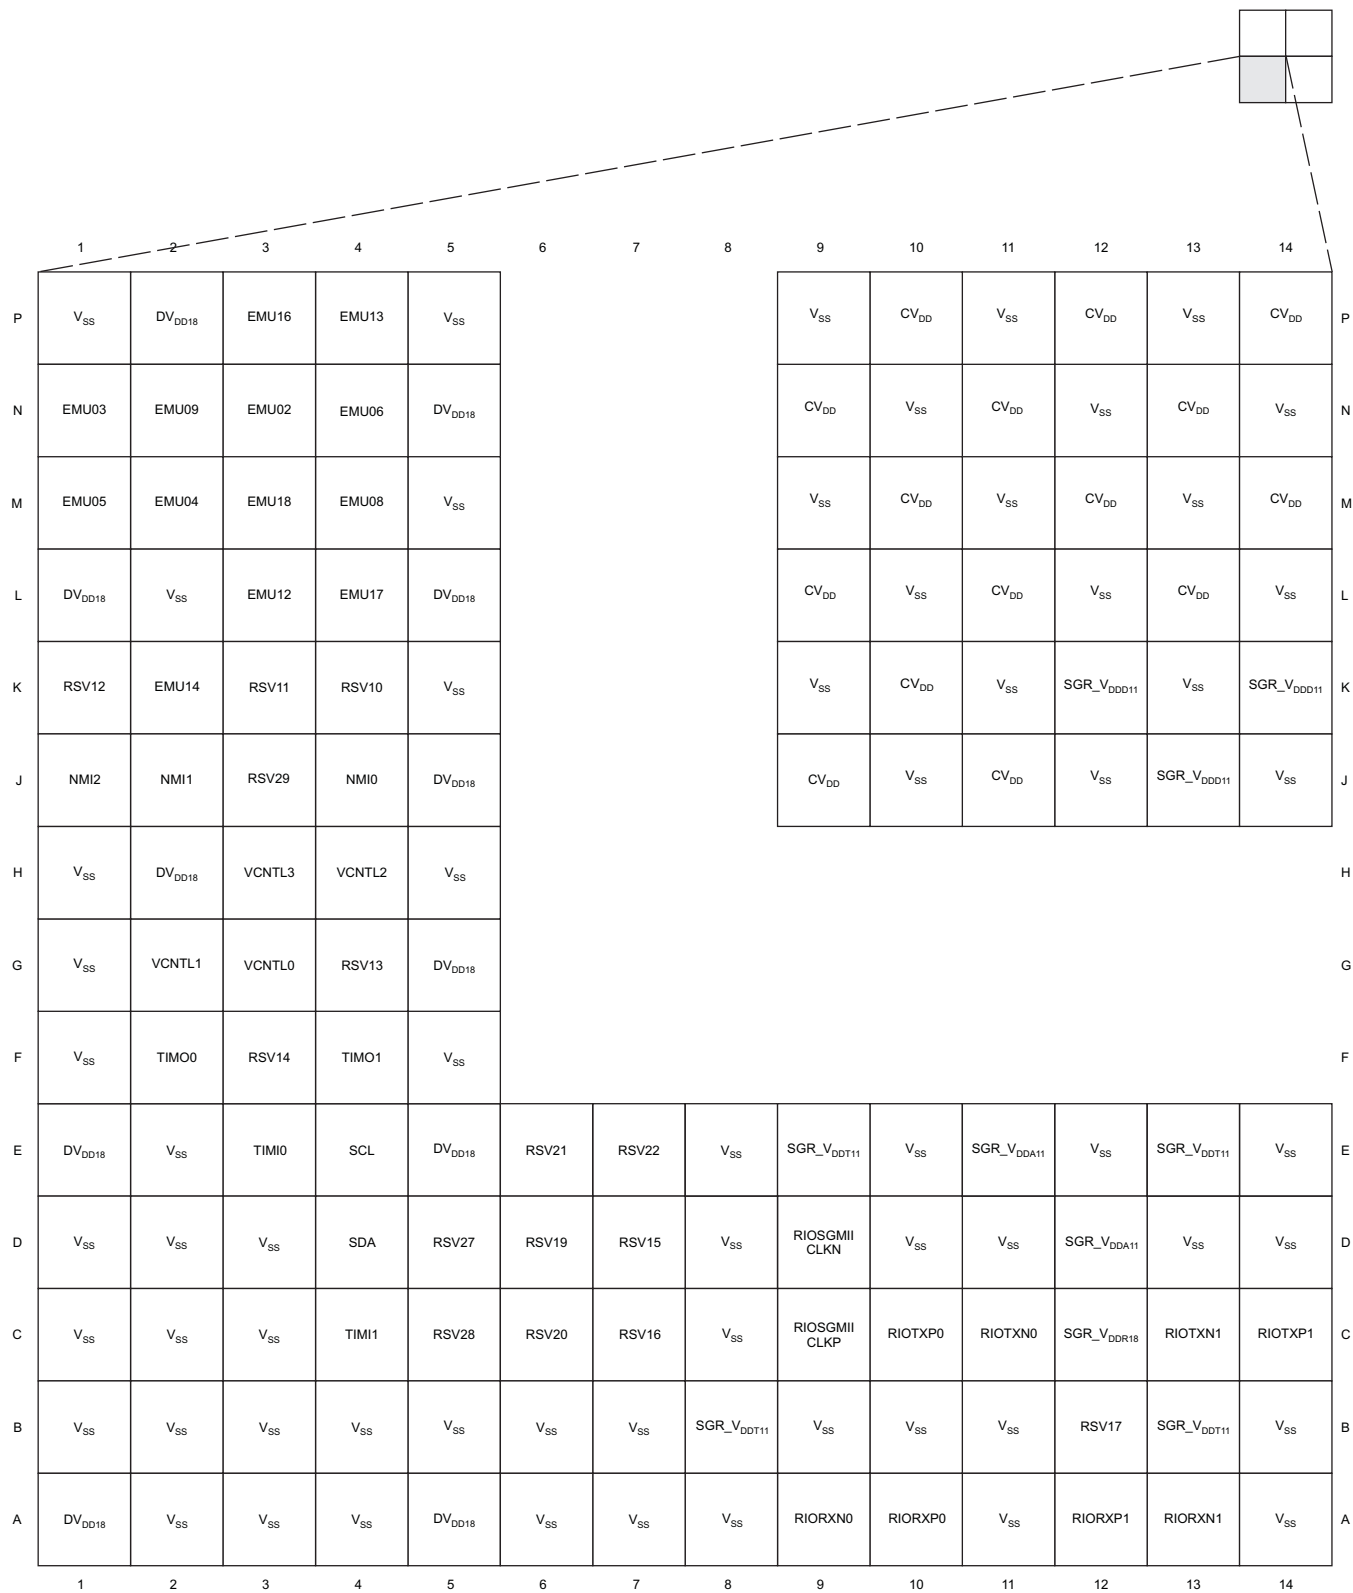 1 2 3 4 5 6 7 8 9 10 11 12 13 14
P VSS DVDD18 EMU16 EMU13 VSS VSS CVDD VSS CVDD VSS CVDD P
N EMU03 EMU09 EMU02 EMU06 DVDD18 CVDD VSS CVDD VSS CVDD VSS N
M EMU05 EMU04 EMU18 EMU08 VSS VSS CVDD VSS CVDD VSS CVDD M
L DVDD18 VSS EMU12 EMU17 DVDD18 CVDD VSS CVDD VSS CVDD VSS L
K RSV12 EMU14 RSV11 RSV10 VSS VSS CVDD VSS SGR_VDDD11 VSS SGR_VDDD11 K
J NMI2 NMI1 RSV29 NMI0 DVDD18 CVDD VSS CVDD VSS SGR_VDDD11 VSS J
H VSS DVDD18 VCNTL3 VCNTL2 VSS H
G VSS VCNTL1 VCNTL0 RSV13 DVDD18 G
F VSS TIMO0 RSV14 TIMO1 VSS F
E DVDD18 VSS TIMI0 SCL DVDD18 RSV21 RSV22 VSS SGR_VDDT11 VSS SGR_VDDA11 VSS SGR_VDDT11 VSS E
D VSS VSS VSS SDA RSV27 RSV19 RSV15 VSS RIOSGMII CLKN VSS VSS SGR_VDDA11 VSS VSS D
C VSS VSS VSS TIMI1 RSV28 RSV20 RSV16 VSS RIOSGMII CLKP RIOTXP0 RIOTXN0 SGR_VDDR18 RIOTXN1 RIOTXP1 C
B VSS VSS VSS VSS VSS VSS VSS SGR_VDDT11 VSS VSS VSS RSV17 SGR_VDDT11 VSS B
A DVDD18 VSS VSS VSS DVDD18 VSS VSS VSS RIORXN0 RIORXP0 VSS RIORXP1 RIORXN1 VSS A
1 2 3 4 5 6 7 8 9 10 11 12 13 14